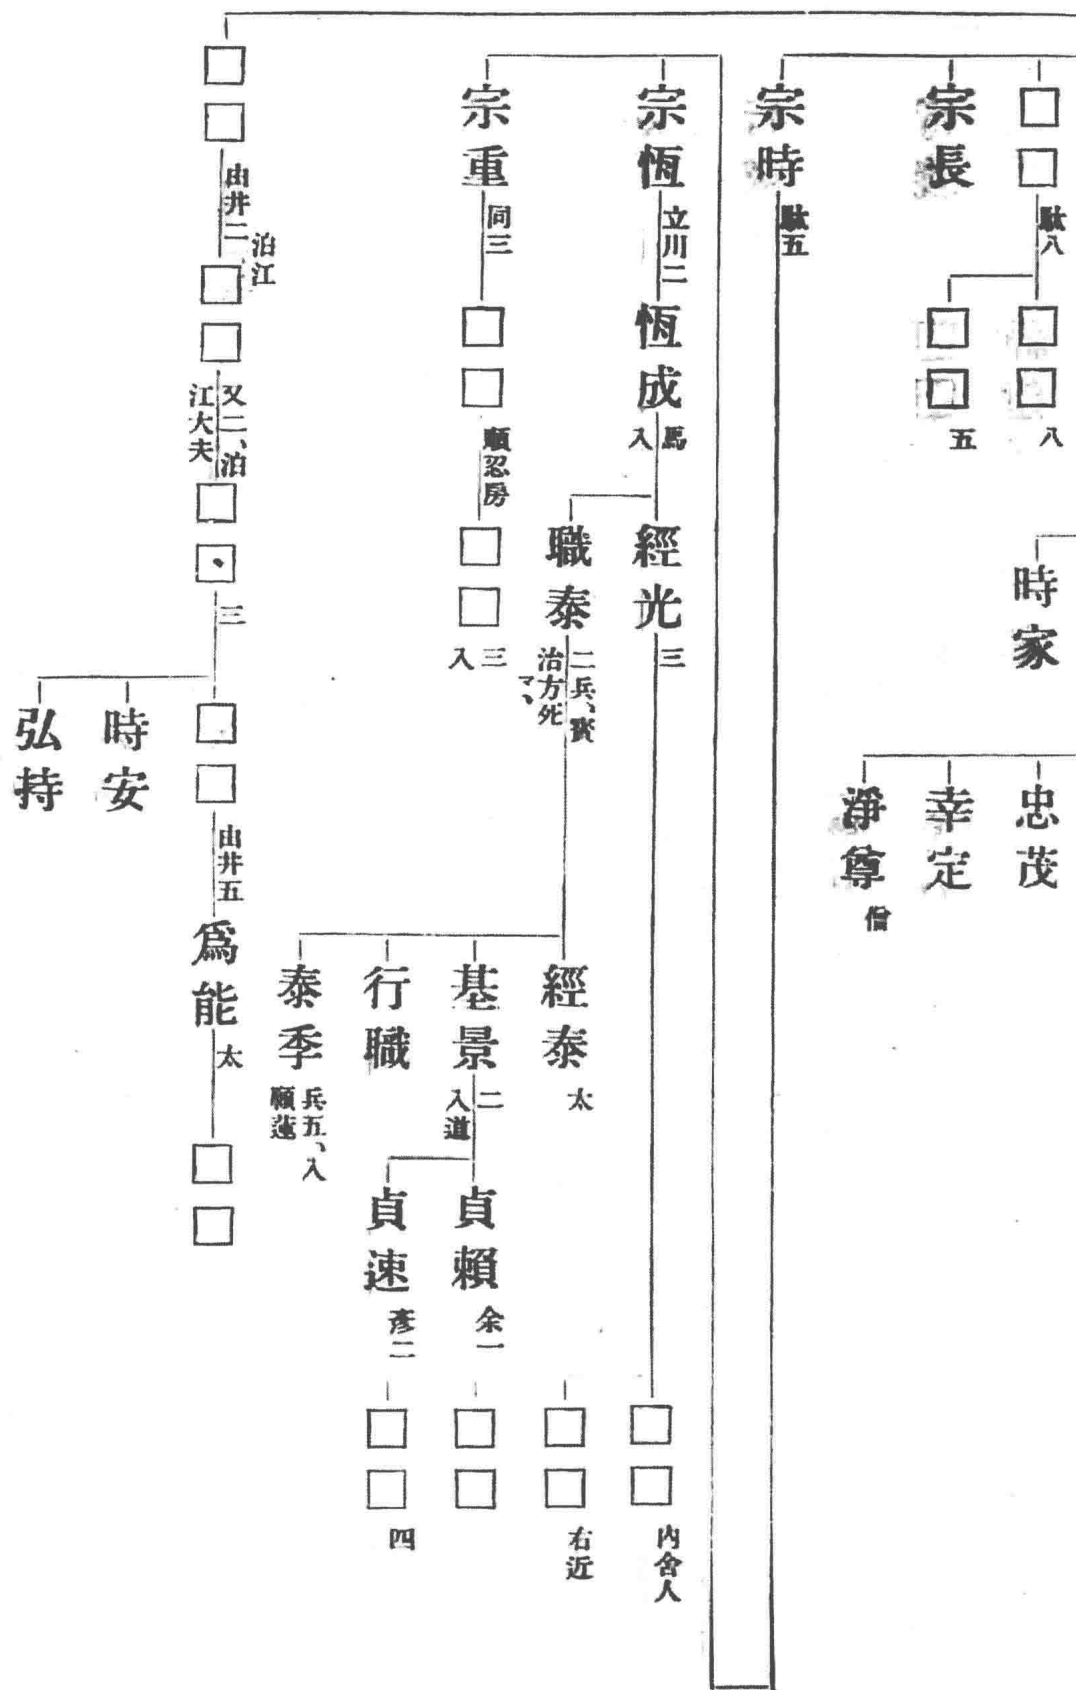 □□ 駄八
□□ 八
□□ 五
宗長
宗時 駄五
時家
忠茂
幸定
淨尊 僧
宗恆 立川二
恆成 馬入
經光 三
□□ 內舍人
職泰 二兵、實治方死
經泰 太
□□ 右近
基景 二入道
貞賴 余一
□□
貞速 彥二
□□ 四
行職
泰季 兵五、入願蓮
宗重 同三
□□ 順忍房
□□ 三入
□□ 由井二、泊江
□□ 又二、泊江大夫
□□ 三
□□ 由井五
爲能 太
□□
時安
弘持